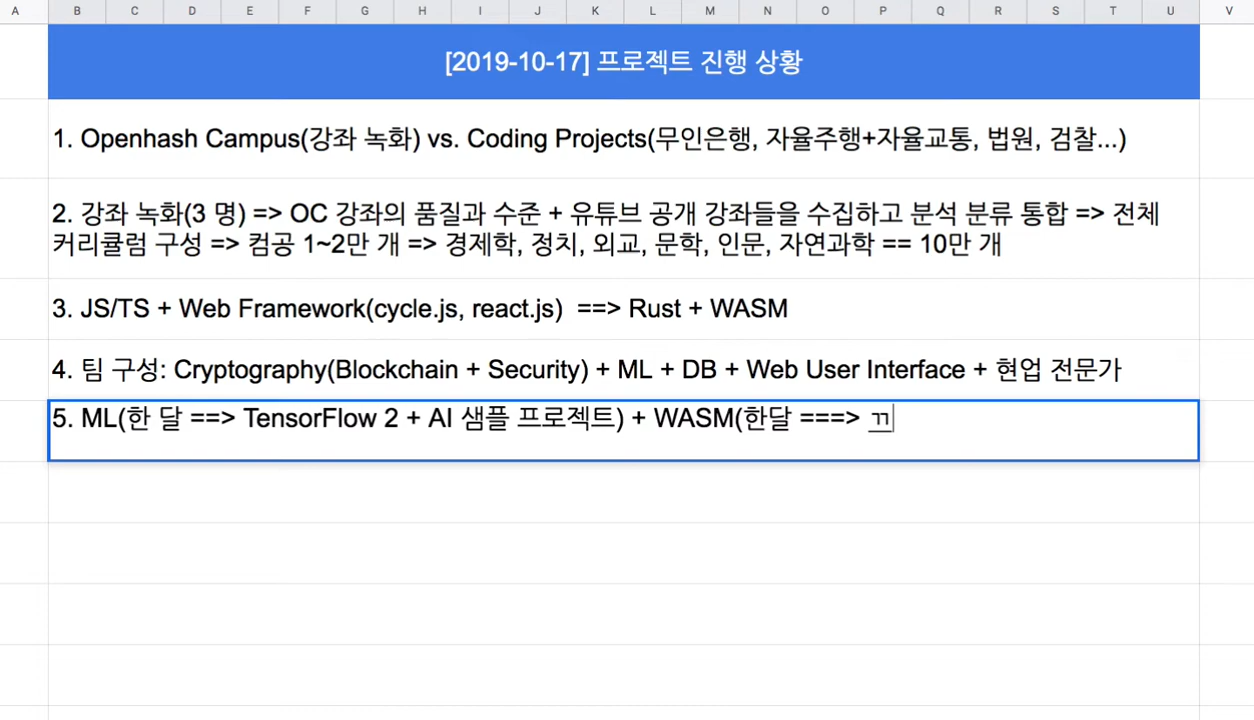 A B C D E F G H I J K L M N O P Q R S T U V
[2019-10-17] 프로젝트 진행 상황
1. Openhash Campus(강좌 녹화) vs. Coding Projects(무인은행, 자율주행+자율교통, 법원, 검찰...)
2. 강좌 녹화(3 명) => OC 강좌의 품질과 수준 + 유튜브 공개 강좌들을 수집하고 분석 분류 통합 => 전체
커리큘럼 구성 => 컴공 1~2만 개 => 경제학, 정치, 외교, 문학, 인문, 자연과학 == 10만 개
3. JS/TS + Web Framework(cycle.js, react.js) ==> Rust + WASM
4. 팀 구성: Cryptography(Blockchain + Security) + ML + DB + Web User Interface + 현업 전문가
5. ML(한 달 ==> TensorFlow 2 + AI 샘플 프로젝트) + WASM(한달 ===> ㄲ